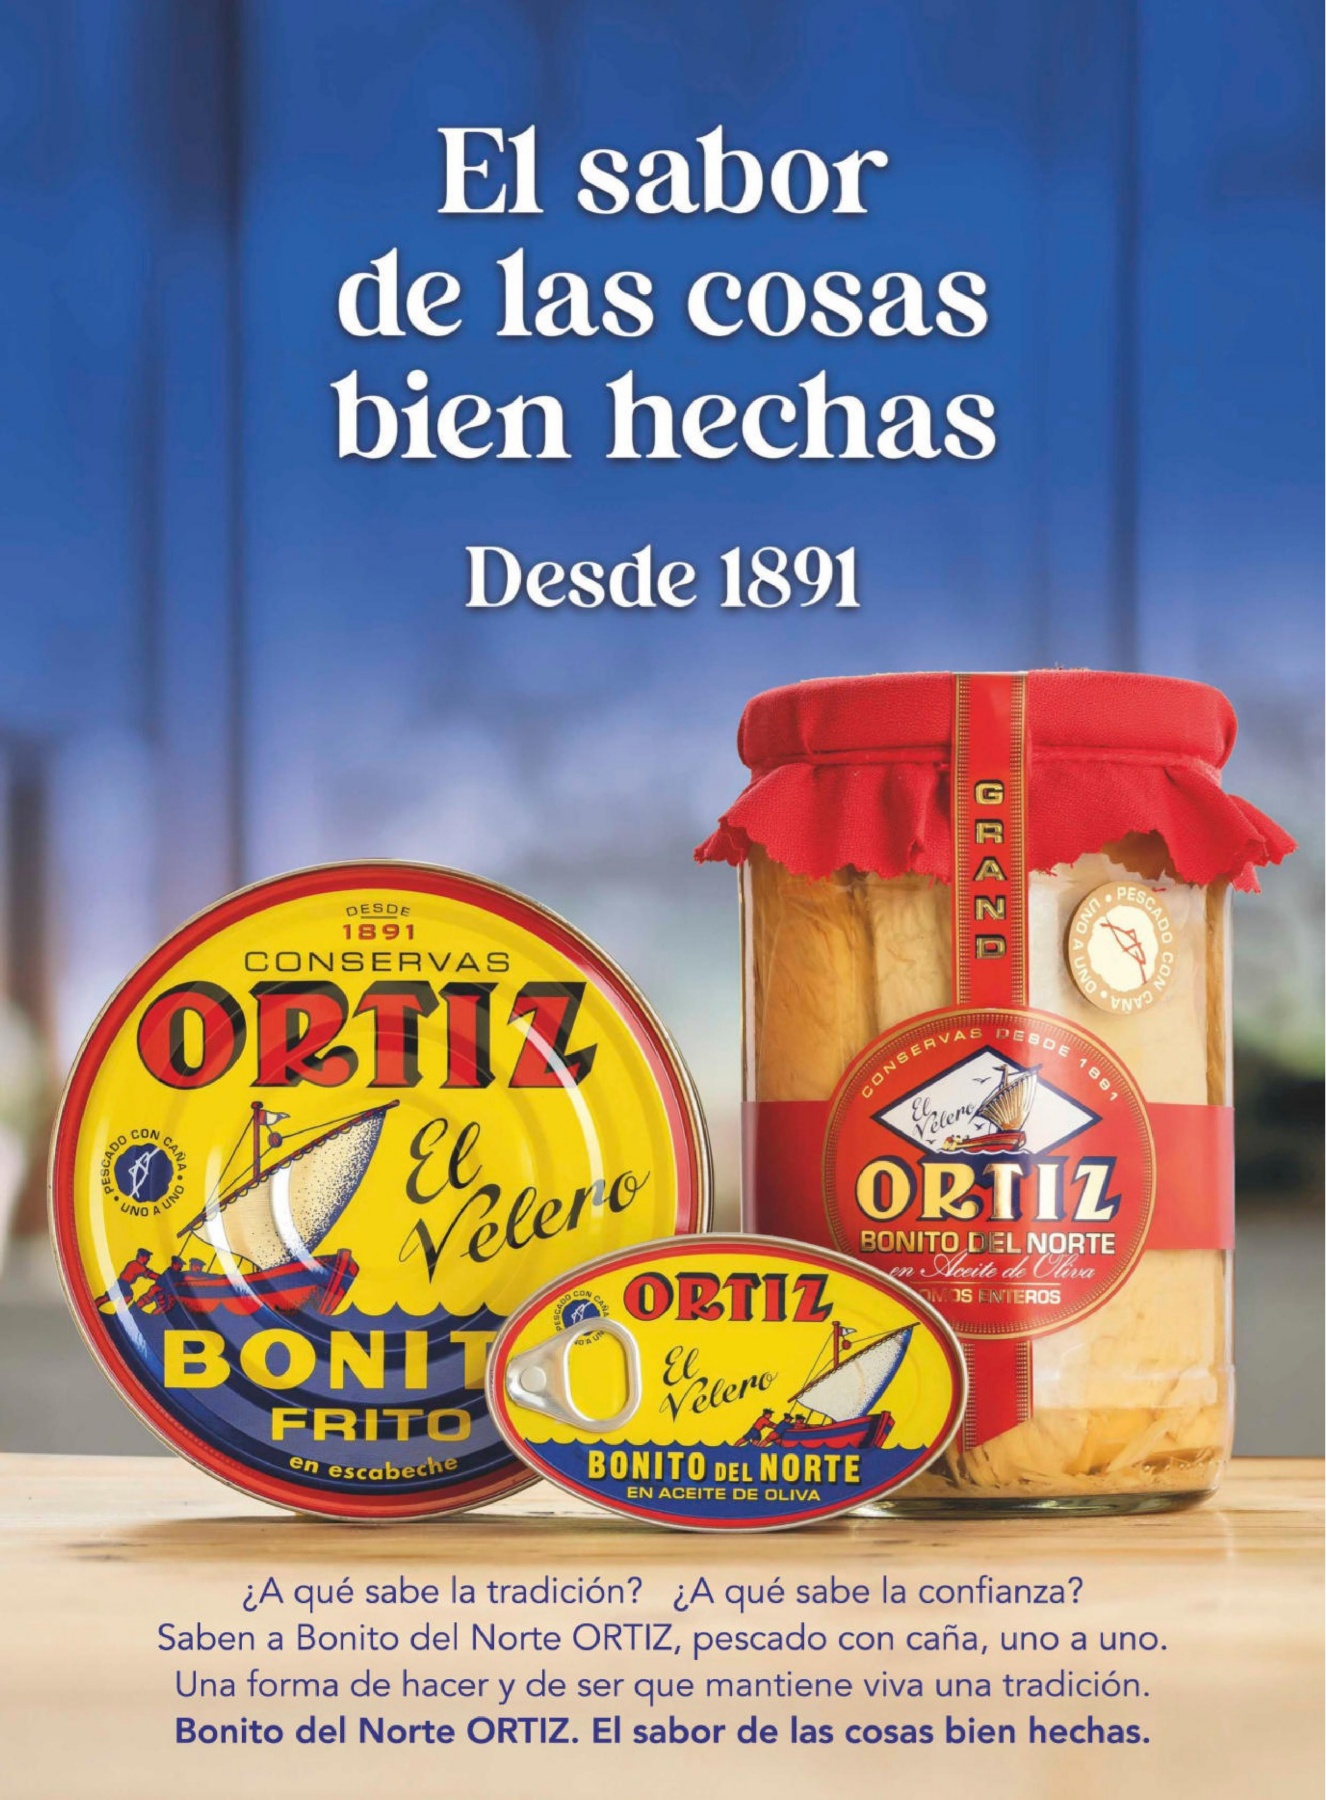 El sabor
de las cosas
bien hechas
Desde 1891
DESDE
1891
CONSERVAS
ORTIZ
El
Velero
PESCADO CON CAÑA • UNO A UNO •
BONIT
FRITO
en escabeche
ORTIZ
El
Velero
PESCADO CON CAÑA
BONITO DEL NORTE
EN ACEITE DE OLIVA
GRAND
PESCADO CON CAÑA • UNO A UNO •
CONSERVAS DESDE 1891
El
Velero
ORTIZ
BONITO DEL NORTE
en Aceite de Oliva
ENTEROS
¿A qué sabe la tradición? ¿A qué sabe la confianza?
Saben a Bonito del Norte ORTIZ, pescado con caña, uno a uno.
Una forma de hacer y de ser que mantiene viva una tradición.
Bonito del Norte ORTIZ. El sabor de las cosas bien hechas.